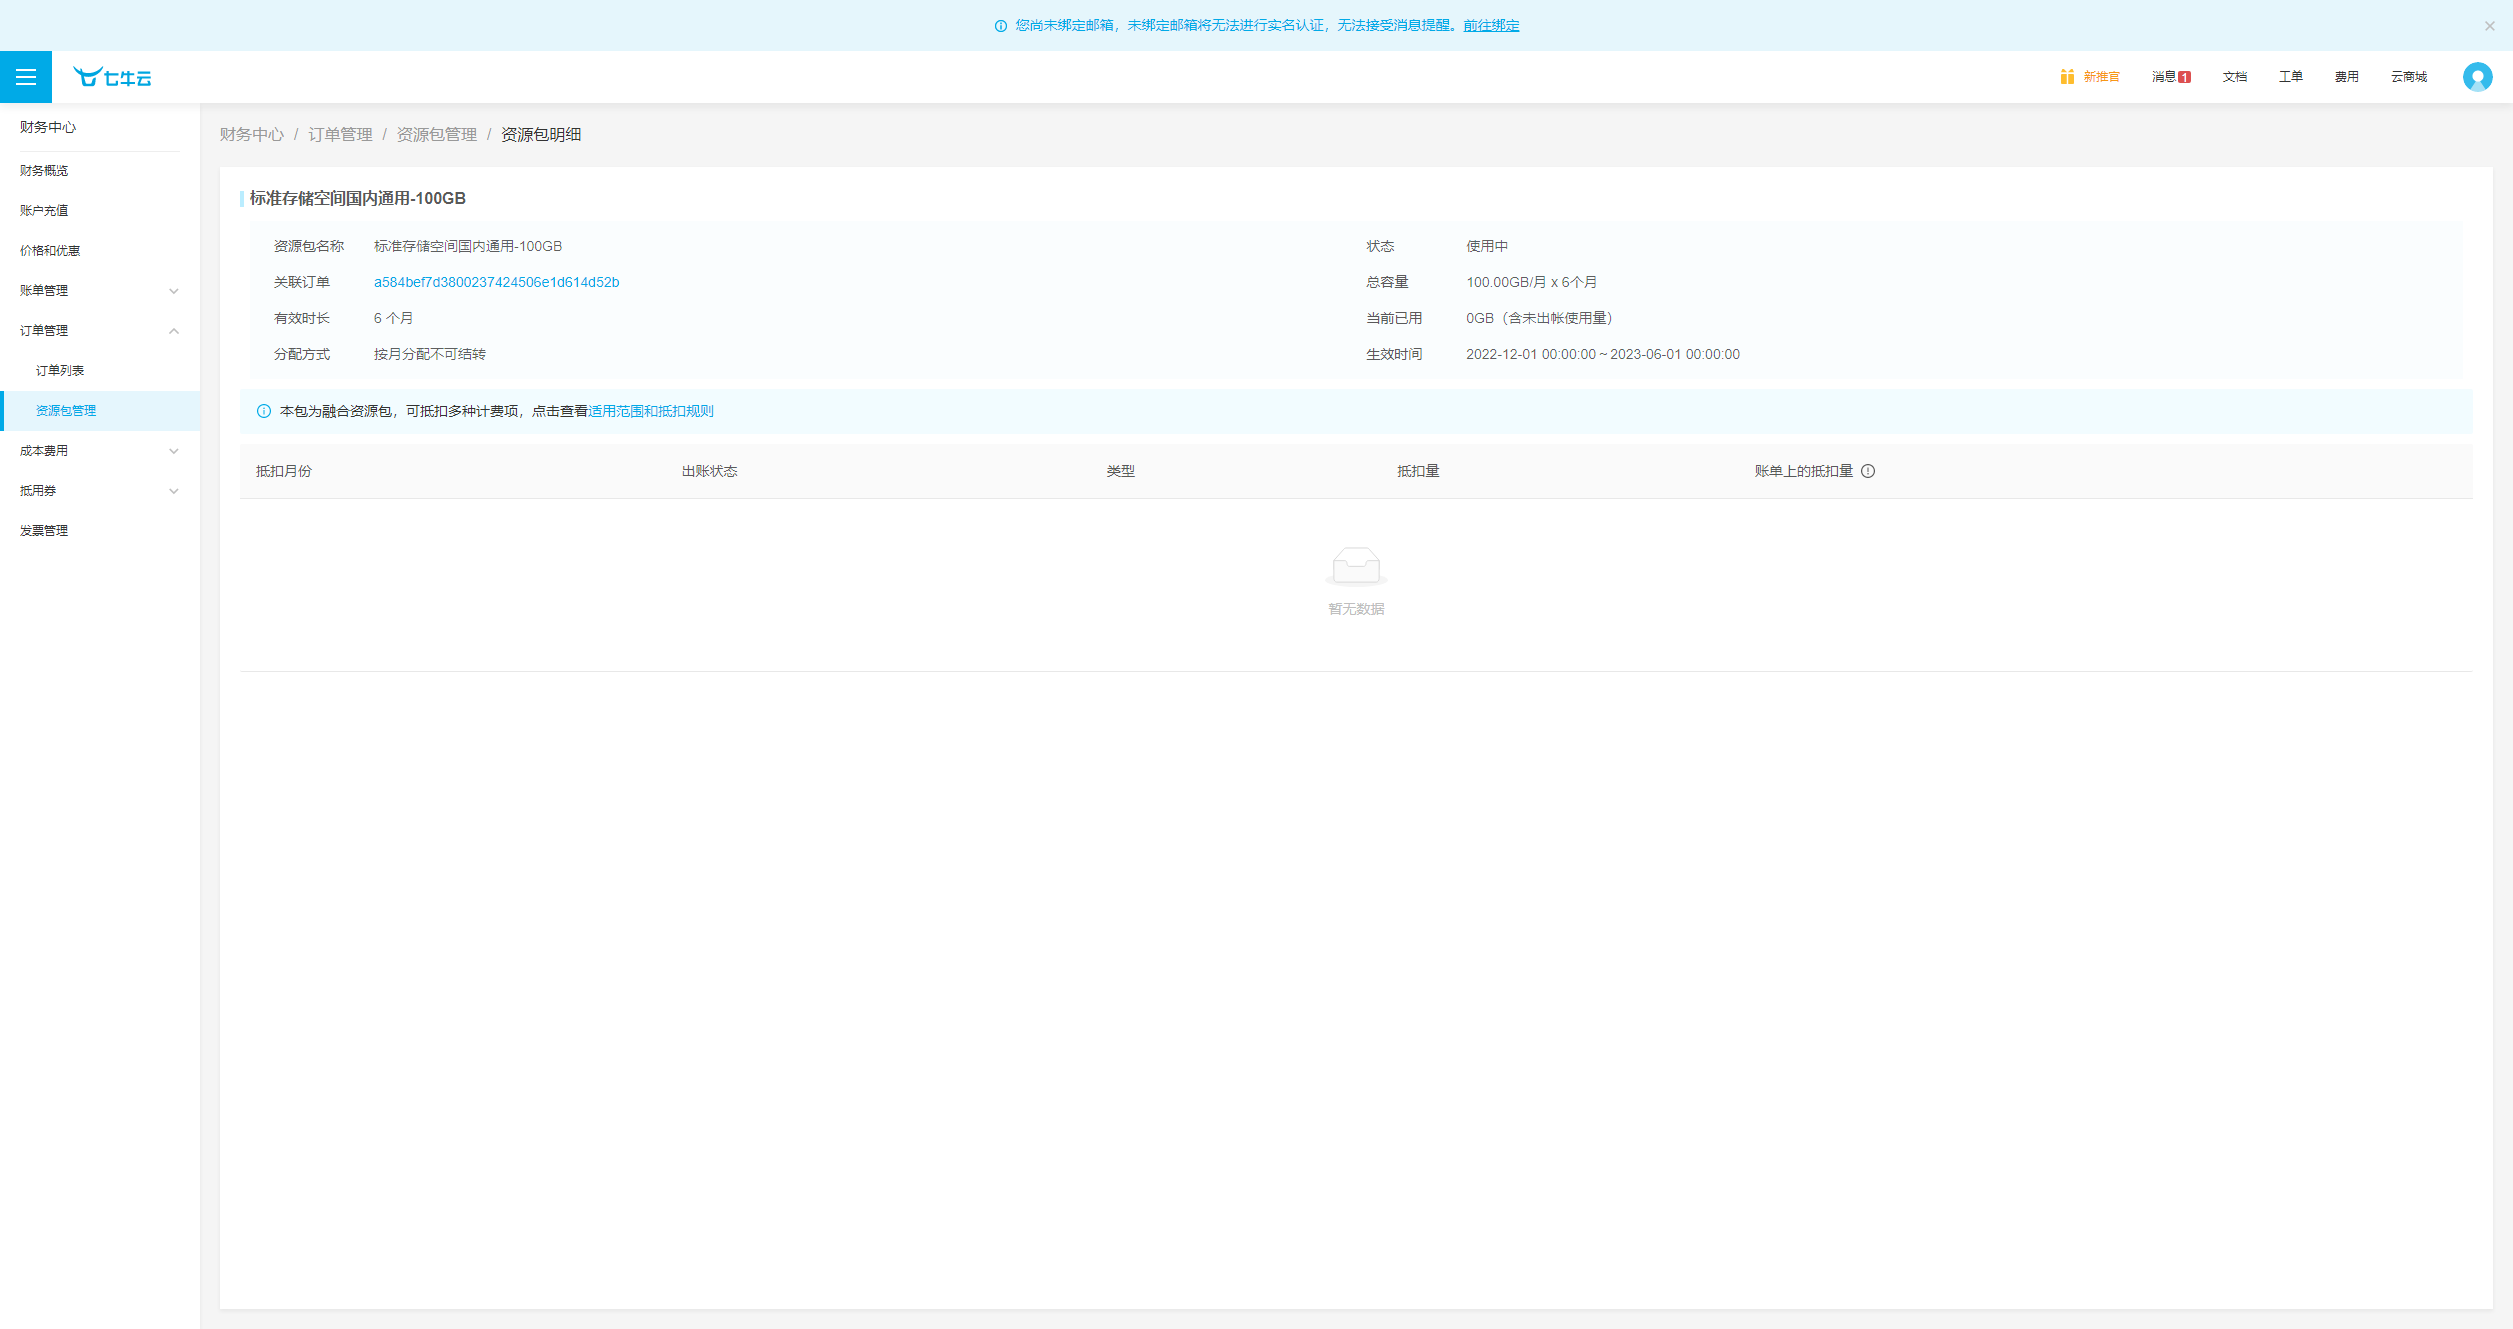 您尚未绑定邮箱，未绑定邮箱将无法进行实名认证，无法接受消息提醒。前往绑定
七牛云
新推官
消息1
文档
工单
费用
云商城
财务中心
财务概览
账户充值
价格和优惠
账单管理
订单管理
订单列表
资源包管理
成本费用
抵用券
发票管理
财务中心 / 订单管理 / 资源包管理 / 资源包明细
标准存储空间国内通用-100GB
资源包名称 标准存储空间国内通用-100GB
状态 使用中
关联订单 a584bef7d3800237424506e1d614d52b
总容量 100.00GB/月 x 6个月
有效时长 6 个月
当前已用 0GB（含未出帐使用量）
分配方式 按月分配不可结转
生效时间 2022-12-01 00:00:00 ~ 2023-06-01 00:00:00
本包为融合资源包，可抵扣多种计费项，点击查看适用范围和抵扣规则
抵扣月份 出账状态 类型 抵扣量 账单上的抵扣量
暂无数据